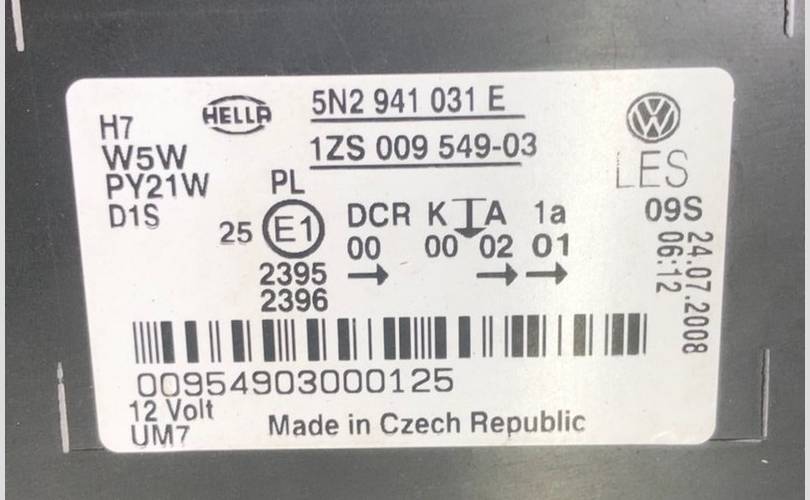 HELLA
5N2 941 031 E
1ZS 009 549-03
H7
W5W
PY21W
D1S
PL
25 E1
2395
2396
DCR K A 1a
00 00 02 01
→ → →
VW
LES
09S
24.07.2008
06:12
00954903000125
12 Volt
UM7
Made in Czech Republic